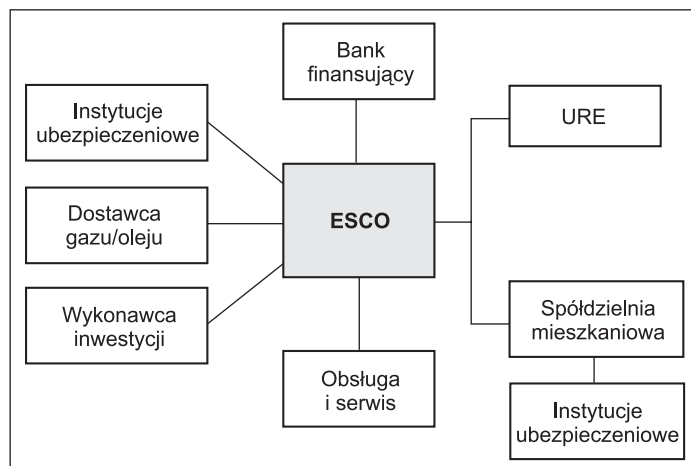 Bank
finansujący
Instytucje
ubezpieczeniowe
URE
Dostawca
gazu/oleju
ESCO
Wykonawca
inwestycji
Spółdzielnia
mieszkaniowa
Obsługa
i serwis
Instytucje
ubezpieczeniowe